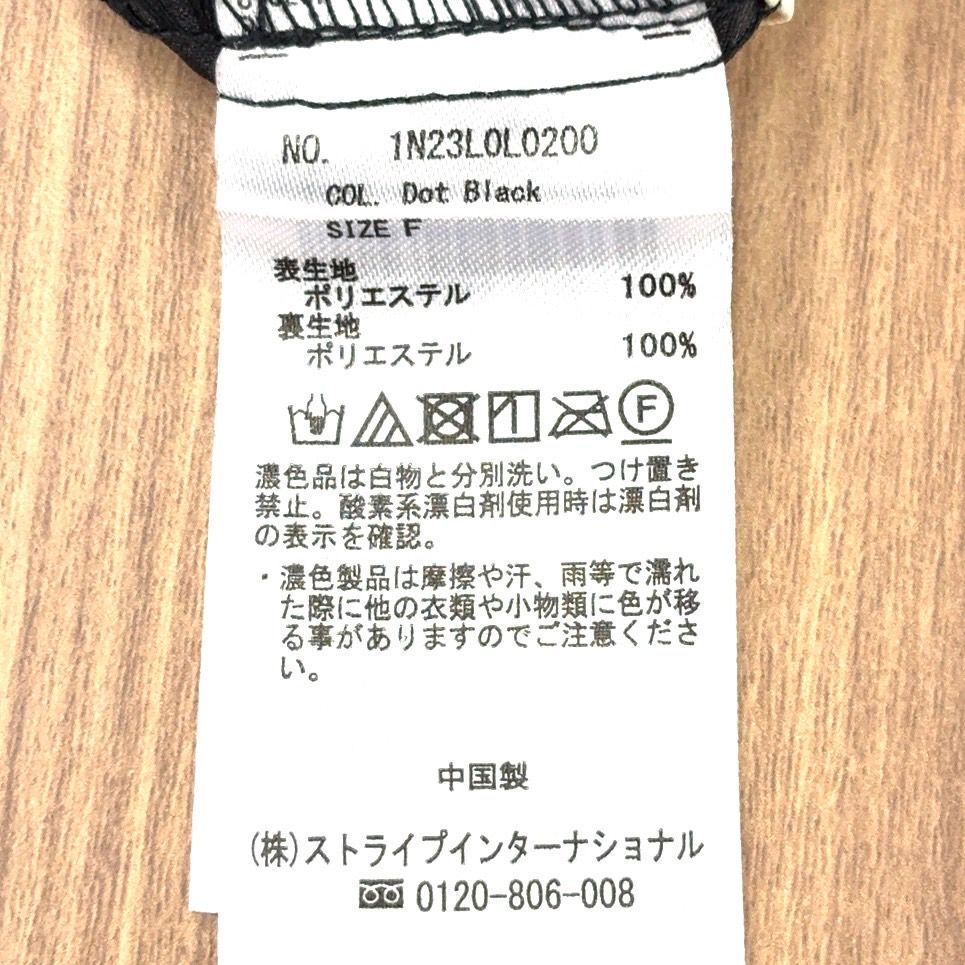 NO. 1N23L0L0200
COL. Dot Black
SIZE F
表生地
ポリエステル 100%
裏生地
ポリエステル 100%
F
濃色品は白物と分別洗い。つけ置き
禁止。酸素系漂白剤使用時は漂白剤
の表示を確認。
・濃色製品は摩擦や汗、雨等で濡れ
た際に他の衣類や小物類に色が移
る事がありますのでご注意くださ
い。
中国製
(株)ストライプインターナショナル
0120-806-008